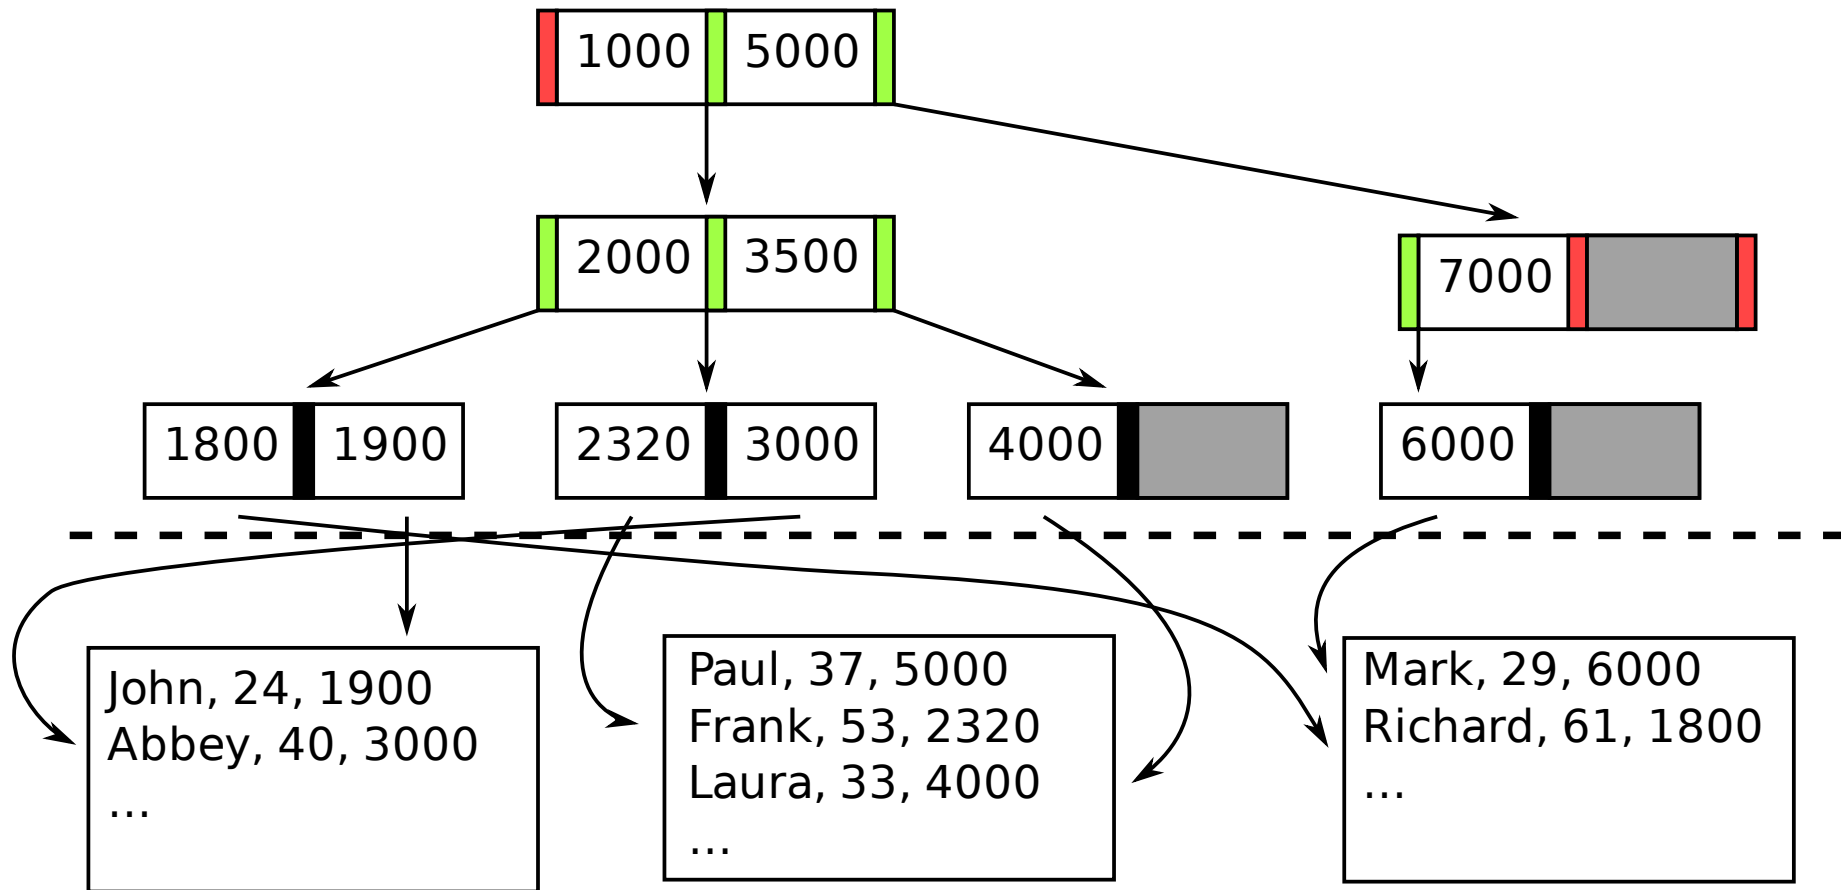 1000 5000
2000 3500
7000
1800 1900
2320 3000
4000
6000
John, 24, 1900
Abbey, 40, 3000
...
Paul, 37, 5000
Frank, 53, 2320
Laura, 33, 4000
...
Mark, 29, 6000
Richard, 61, 1800
...